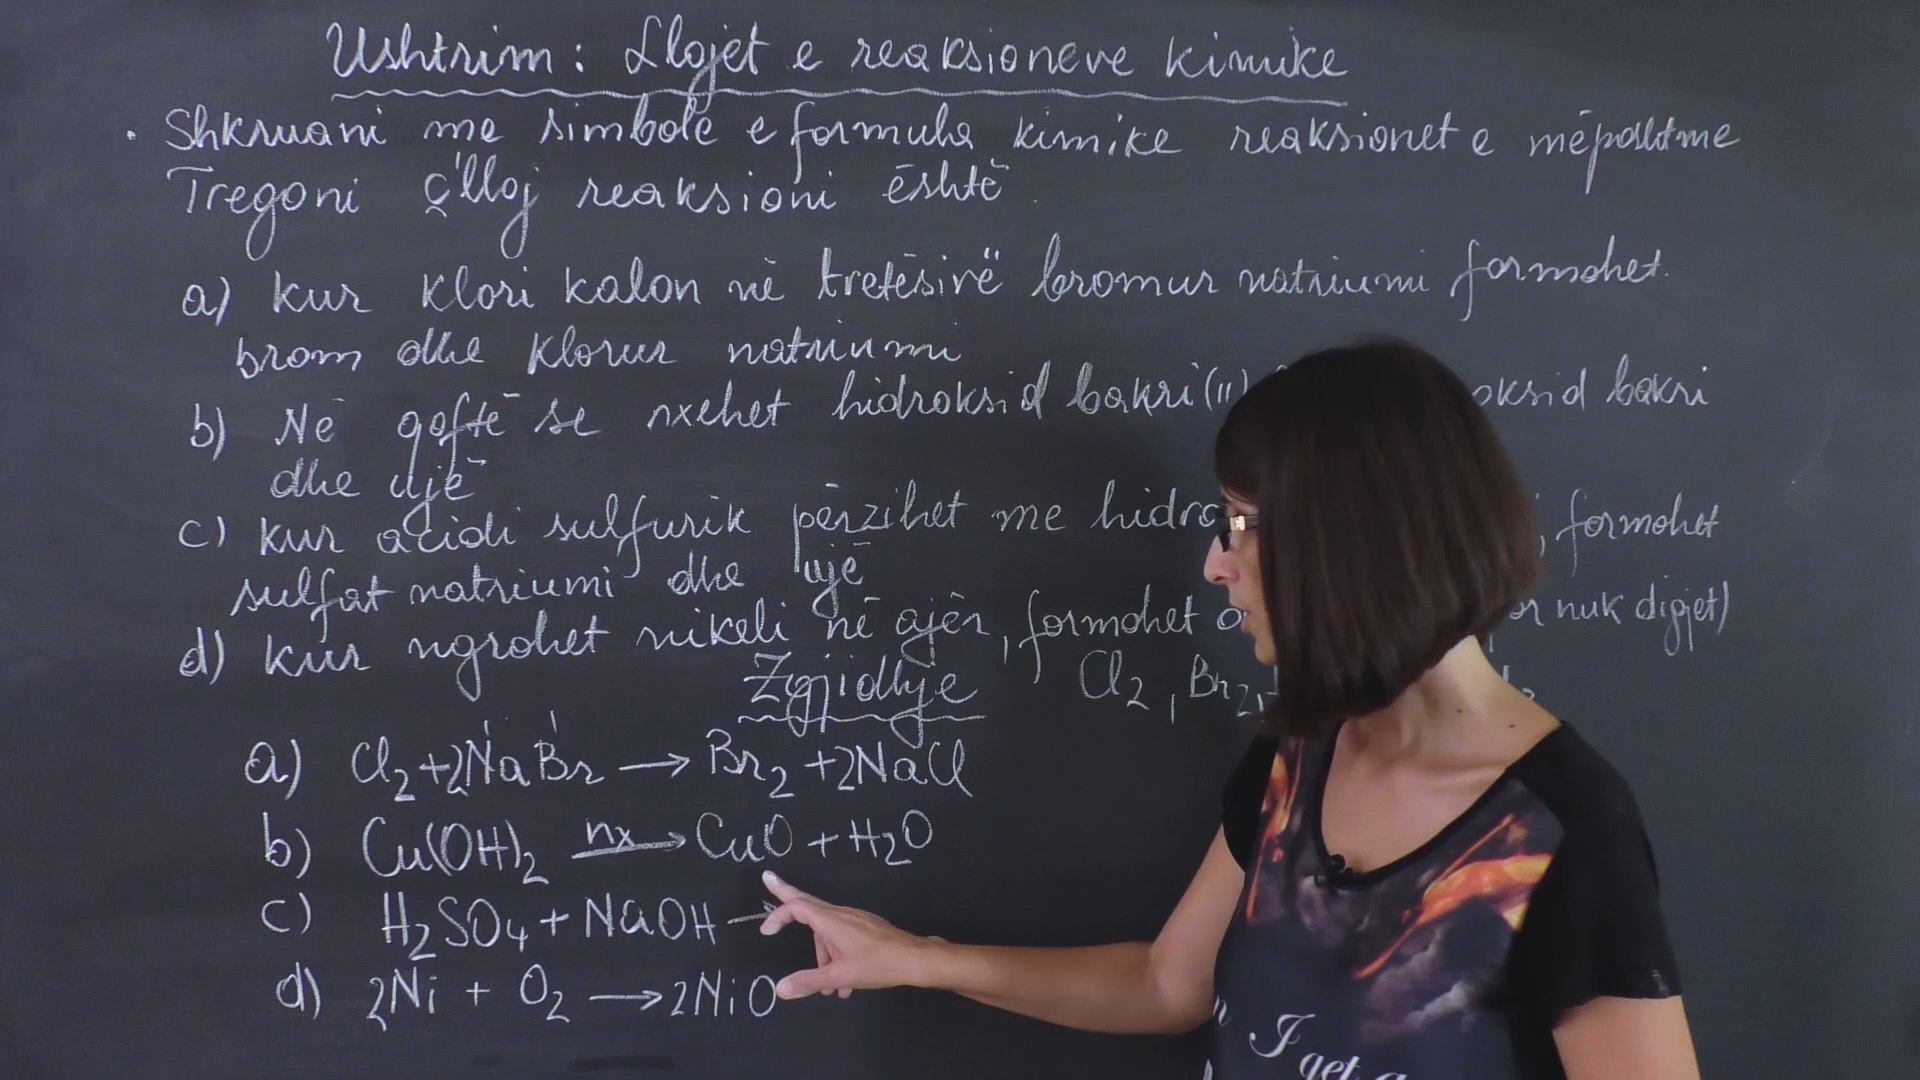 Ushtrim: Llojet e reaksioneve kimike
• Shkruani me simbole e formula kimike reaksionet e mëposhtme
Tregoni ç'lloj reaksioni është.
a) Kur klori kalon në tretësirë bromur natriumi formohet
brom dhe klorur natriumi
b) Në qoftë se nxehet hidroksid bakri (II) oksid bakri
dhe ujë
c) Kur acidi sulfurik përzihet me hidro , formohet
sulfat natriumi dhe ujë
d) Kur ngrohet nikeli në ajër, formohet nuk digjet)
Zgjidhje Cl₂, Br₂,
a) Cl₂+2NaBr → Br₂ +2NaCl
b) Cu(OH)₂ nx→ CuO + H₂O
c) H₂SO₄ + NaOH →
d) 2Ni + O₂ → 2NiO
I get a